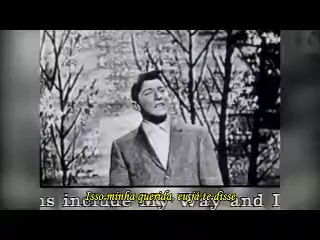 Isso minha querida, eu já te disse
ns include My Way and I